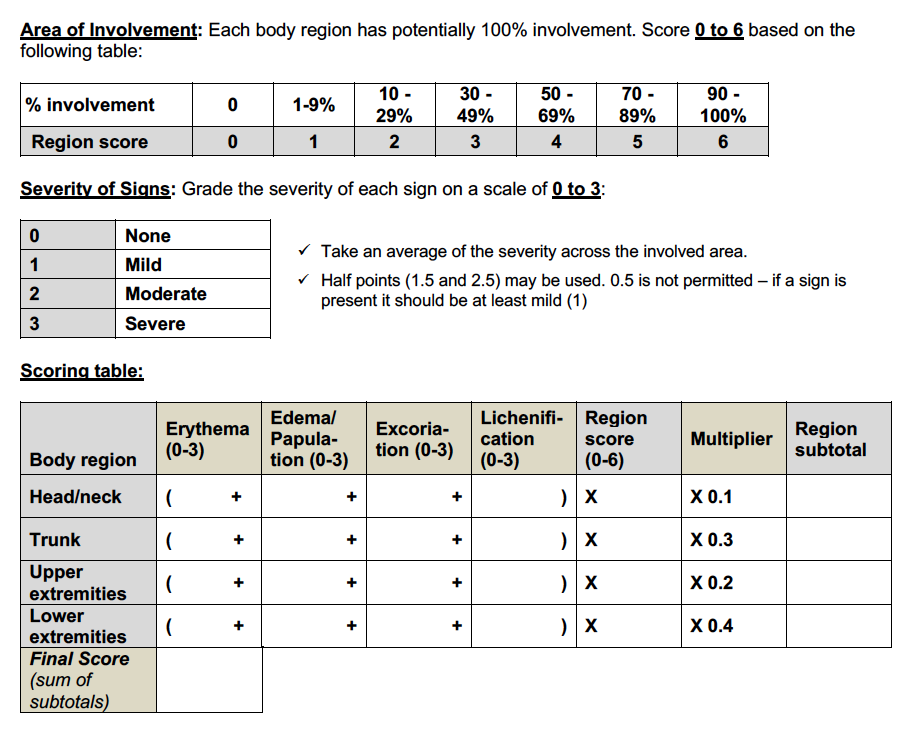 Area of Involvement: Each body region has potentially 100% involvement. Score 0 to 6 based on the
following table:
% involvement 0 1-9% 10 - 29% 30 - 49% 50 - 69% 70 - 89% 90 - 100%
Region score 0 1 2 3 4 5 6
Severity of Signs: Grade the severity of each sign on a scale of 0 to 3:
0 None
1 Mild
2 Moderate
3 Severe
✓ Take an average of the severity across the involved area.
✓ Half points (1.5 and 2.5) may be used. 0.5 is not permitted – if a sign is
present it should be at least mild (1)
Scoring table:
Body region Erythema (0-3) Edema/ Papula- tion (0-3) Excoria- tion (0-3) Lichenifi- cation (0-3) Region score (0-6) Multiplier Region subtotal
Head/neck ( + + + ) X X 0.1
Trunk ( + + + ) X X 0.3
Upper extremities ( + + + ) X X 0.2
Lower extremities ( + + + ) X X 0.4
Final Score
(sum of
subtotals)